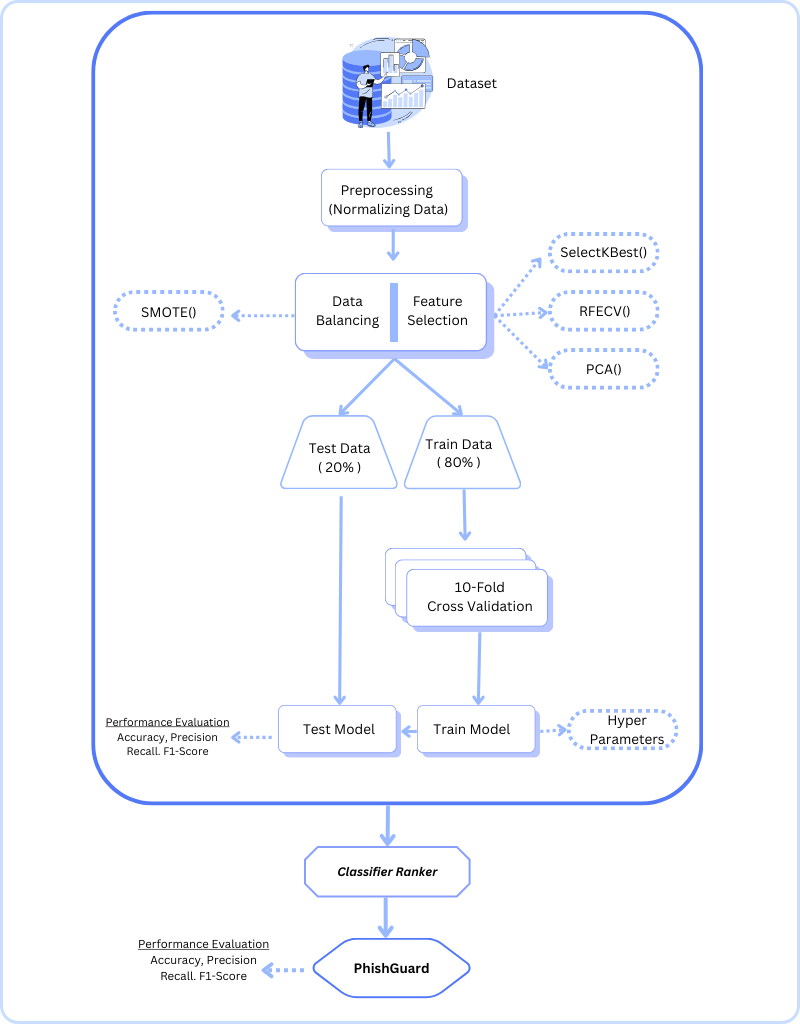 Dataset
Preprocessing
(Normalizing Data)
SelectKBest()
SMOTE()
Data
Balancing
Feature
Selection
RFECV()
PCA()
Test Data
( 20% )
Train Data
( 80% )
10-Fold
Cross Validation
Performance Evaluation
Accuracy, Precision
Recall. F1-Score
Test Model
Train Model
Hyper
Parameters
Classifier Ranker
Performance Evaluation
Accuracy, Precision
Recall. F1-Score
PhishGuard